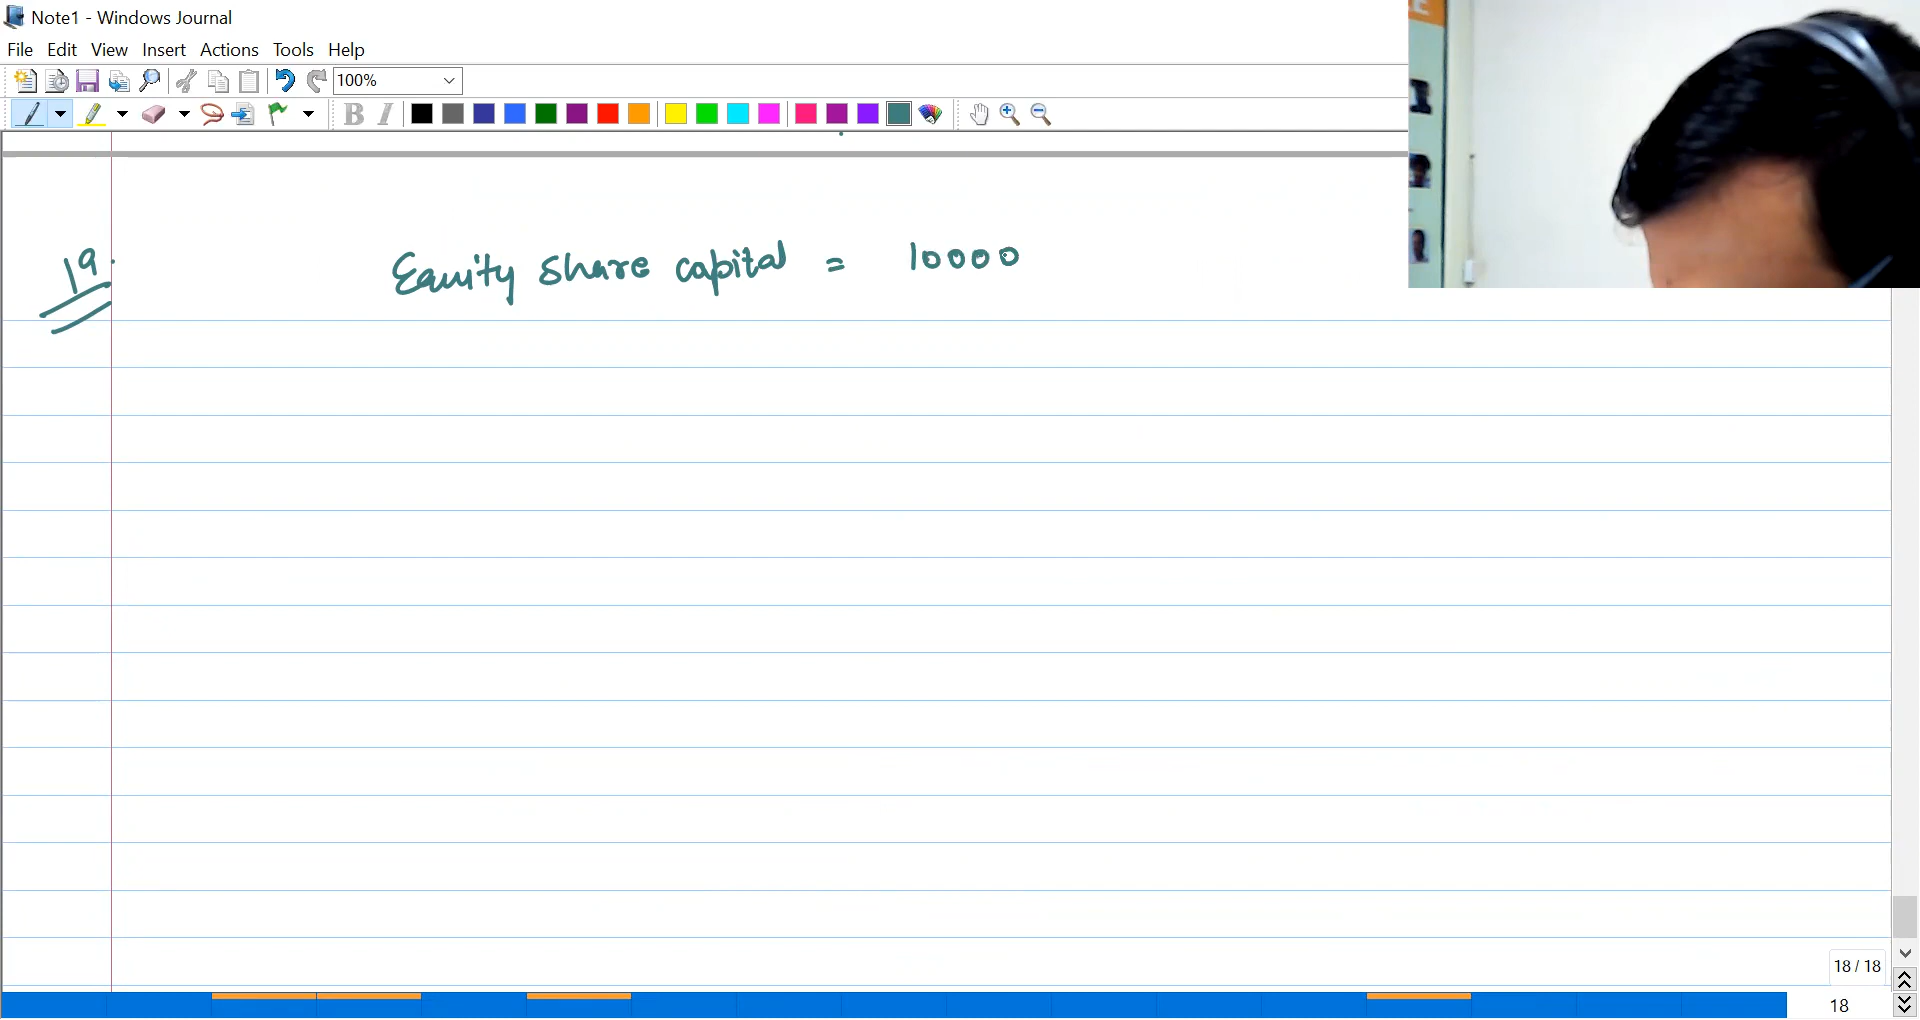 Note1 - Windows Journal
File Edit View Insert Actions Tools Help
100%
B I
19.
Equity share capital = 10000
18 / 18
18